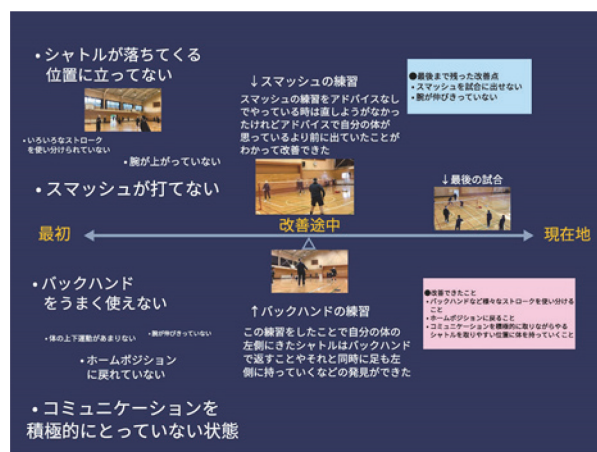 • シャトルが落ちてくる
位置に立ってない
• いろいろなストローク
を使い分けられていない
• 腕が上がっていない
• スマッシュが打てない
↓スマッシュの練習
スマッシュの練習をアドバイスなし
でやっている時は直しようがなかっ
たけれどアドバイスで自分の体が
思っているより前に出ていたことが
わかって改善できた
●最後まで残った改善点
• スマッシュを試合に出せない
• 腕が伸びきっていない
↓最後の試合
最初
改善途中
現在地
• バックハンド
をうまく使えない
• 体の上下運動があまりない
• 腕が伸びきっていない
• ホームポジション
に戻れていない
• コミュニケーションを
積極的にとっていない状態
↑バックハンドの練習
この練習をしたことで自分の体の
左側にきたシャトルはバックハンド
で返すことやそれと同時に足も左
側に持っていくなどの発見ができた
●改善できたこと
• バックハンドなど様々なストロークを使い分ける
こと
• ホームポジションに戻ること
• コミュニケーションを積極的に取りながらやる
シャトルを取りやすい位置に体を持っていくこと